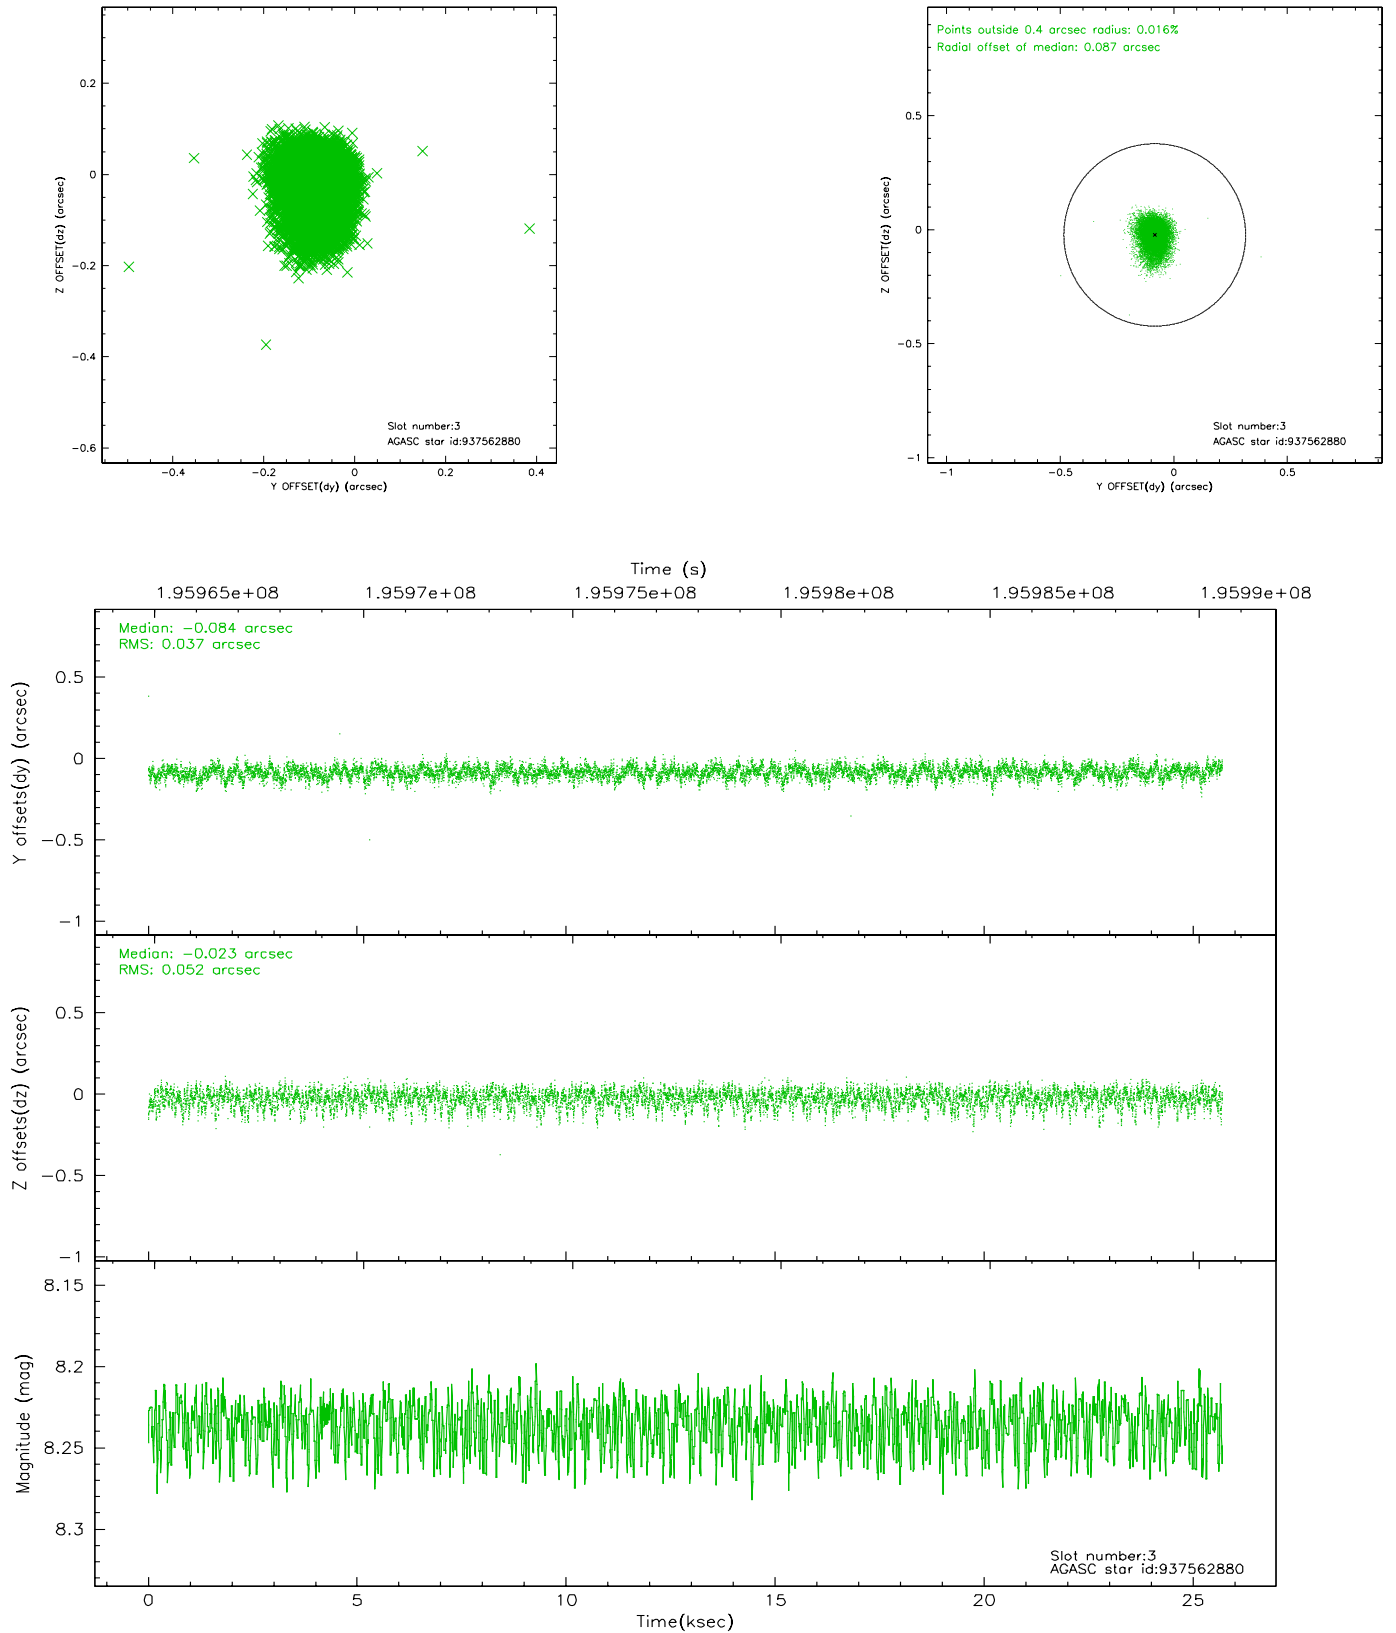 0.2
0
−0.2
−0.4
−0.6
Z OFFSET(dz) (arcsec)
Slot number:3
AGASC star id:937562880
−0.4 −0.2 0 0.2 0.4
Y OFFSET(dy) (arcsec)
Points outside 0.4 arcsec radius: 0.016%
Radial offset of median: 0.087 arcsec
0.5
0
−0.5
−1
Z OFFSET(dz) (arcsec)
Slot number:3
AGASC star id:937562880
−1 −0.5 0 0.5
Y OFFSET(dy) (arcsec)
Time (s)
1.95965e+08 1.9597e+08 1.95975e+08 1.9598e+08 1.95985e+08 1.9599e+08
Median: −0.084 arcsec
RMS: 0.037 arcsec
0.5
0
−0.5
−1
Y offsets(dy) (arcsec)
Median: −0.023 arcsec
RMS: 0.052 arcsec
0.5
0
−0.5
−1
Z offsets(dz) (arcsec)
8.15
8.2
8.25
8.3
Magnitude (mag)
Slot number:3
AGASC star id:937562880
0 5 10 15 20 25
Time(ksec)